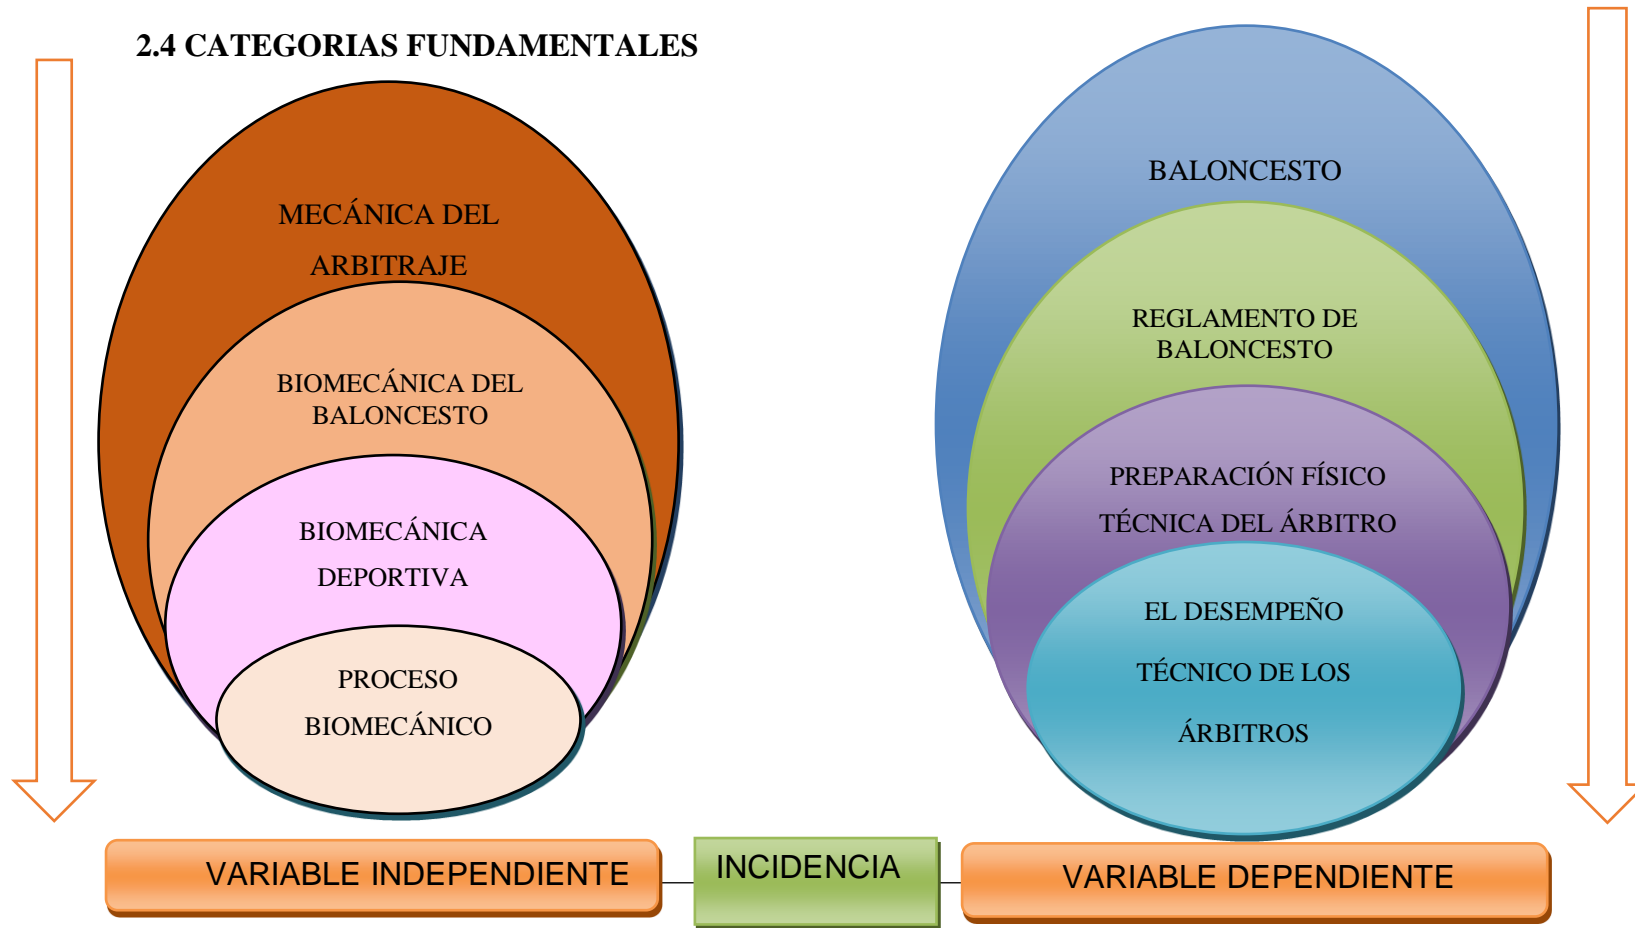 2.4 CATEGORIAS FUNDAMENTALES
MECÁNICA DEL
ARBITRAJE
BIOMECÁNICA DEL
BALONCESTO
BIOMECÁNICA
DEPORTIVA
PROCESO
BIOMECÁNICO
BALONCESTO
REGLAMENTO DE
BALONCESTO
PREPARACIÓN FÍSICO
TÉCNICA DEL ÁRBITRO
EL DESEMPEÑO
TÉCNICO DE LOS
ÁRBITROS
VARIABLE INDEPENDIENTE
INCIDENCIA
VARIABLE DEPENDIENTE